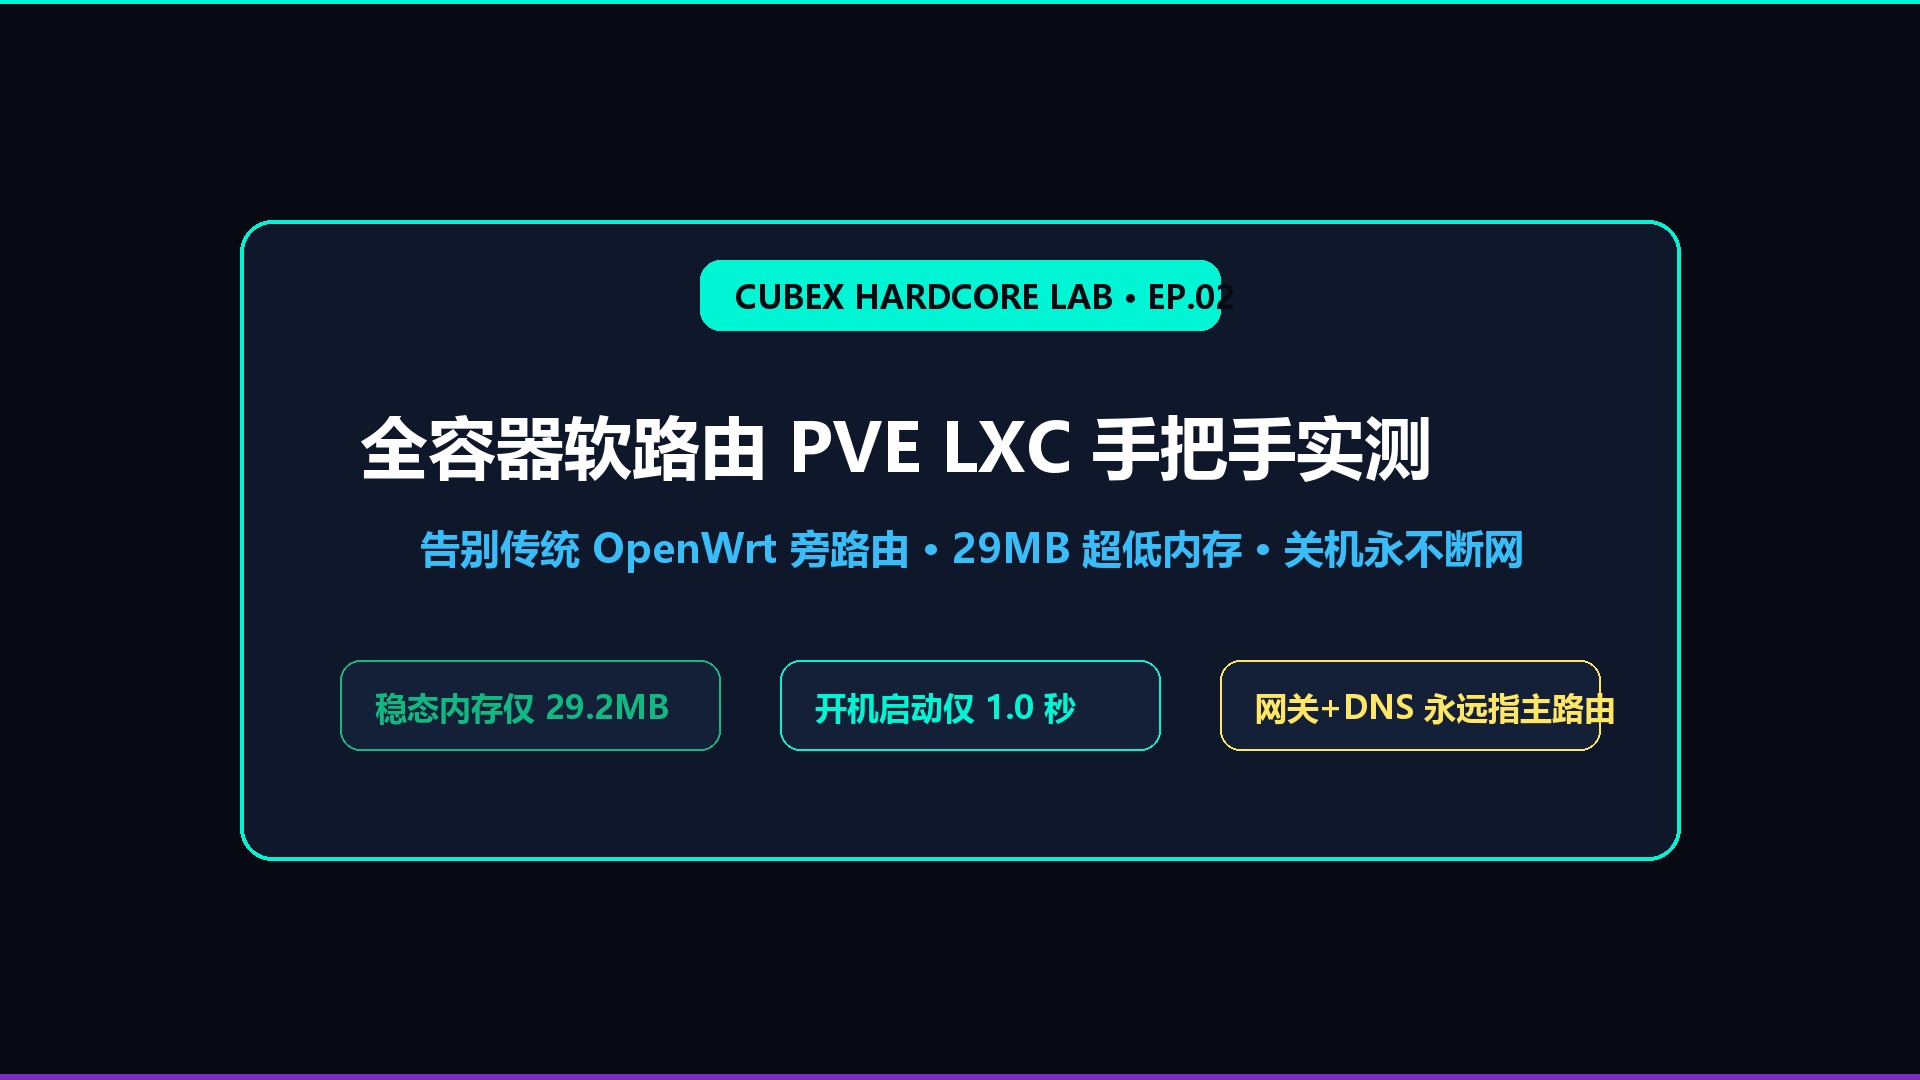 CUBEX HARDCORE LAB • EP.02
全容器软路由 PVE LXC 手把手实测
告别传统 OpenWrt 旁路由 • 29MB 超低内存 • 关机永不断网
稳态内存仅 29.2MB
开机启动仅 1.0 秒
网关+DNS 永远指主路由